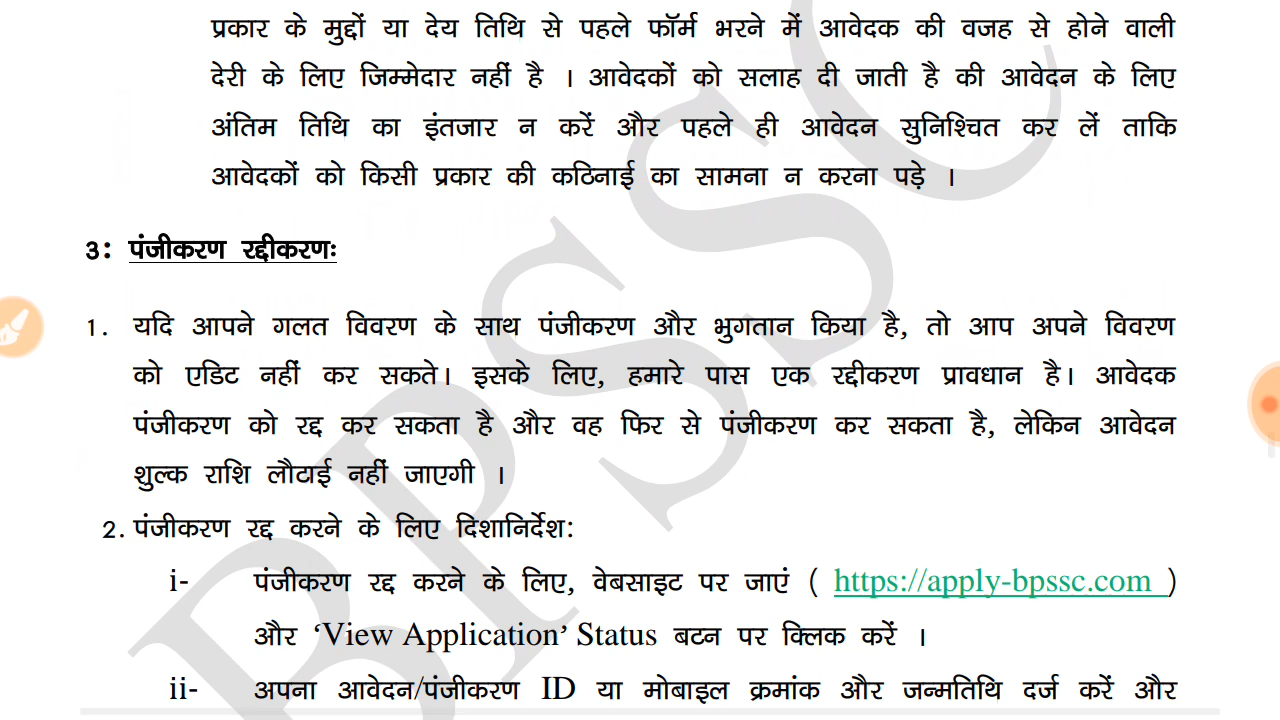 प्रकार के मुद्दों या देय तिथि से पहले फॉर्म भरने में आवेदक की वजह से होने वाली
देरी के लिए जिम्मेदार नहीं है । आवेदकों को सलाह दी जाती है की आवेदन के लिए
अंतिम तिथि का इंतजार न करें और पहले ही आवेदन सुनिश्चित कर लें ताकि
आवेदकों को किसी प्रकार की कठिनाई का सामना न करना पड़े ।
3: पंजीकरण रद्दीकरणः
1. यदि आपने गलत विवरण के साथ पंजीकरण और भुगतान किया है, तो आप अपने विवरण
को एडिट नहीं कर सकते। इसके लिए, हमारे पास एक रद्दीकरण प्रावधान है। आवेदक
पंजीकरण को रद्द कर सकता है और वह फिर से पंजीकरण कर सकता है, लेकिन आवेदन
शुल्क राशि लौटाई नहीं जाएगी ।
2. पंजीकरण रद्द करने के लिए दिशानिर्देश:
i- पंजीकरण रद्द करने के लिए, वेबसाइट पर जाएं ( https://apply-bpssc.com )
और ‘View Application’ Status बटन पर क्लिक करें ।
ii- अपना आवेदन/पंजीकरण ID या मोबाइल क्रमांक और जन्मतिथि दर्ज करें और
BPSSC